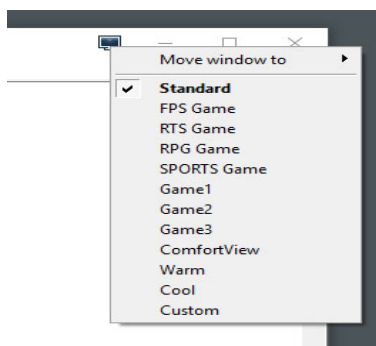 Move window to
Standard
FPS Game
RTS Game
RPG Game
SPORTS Game
Game1
Game2
Game3
ComfortView
Warm
Cool
Custom